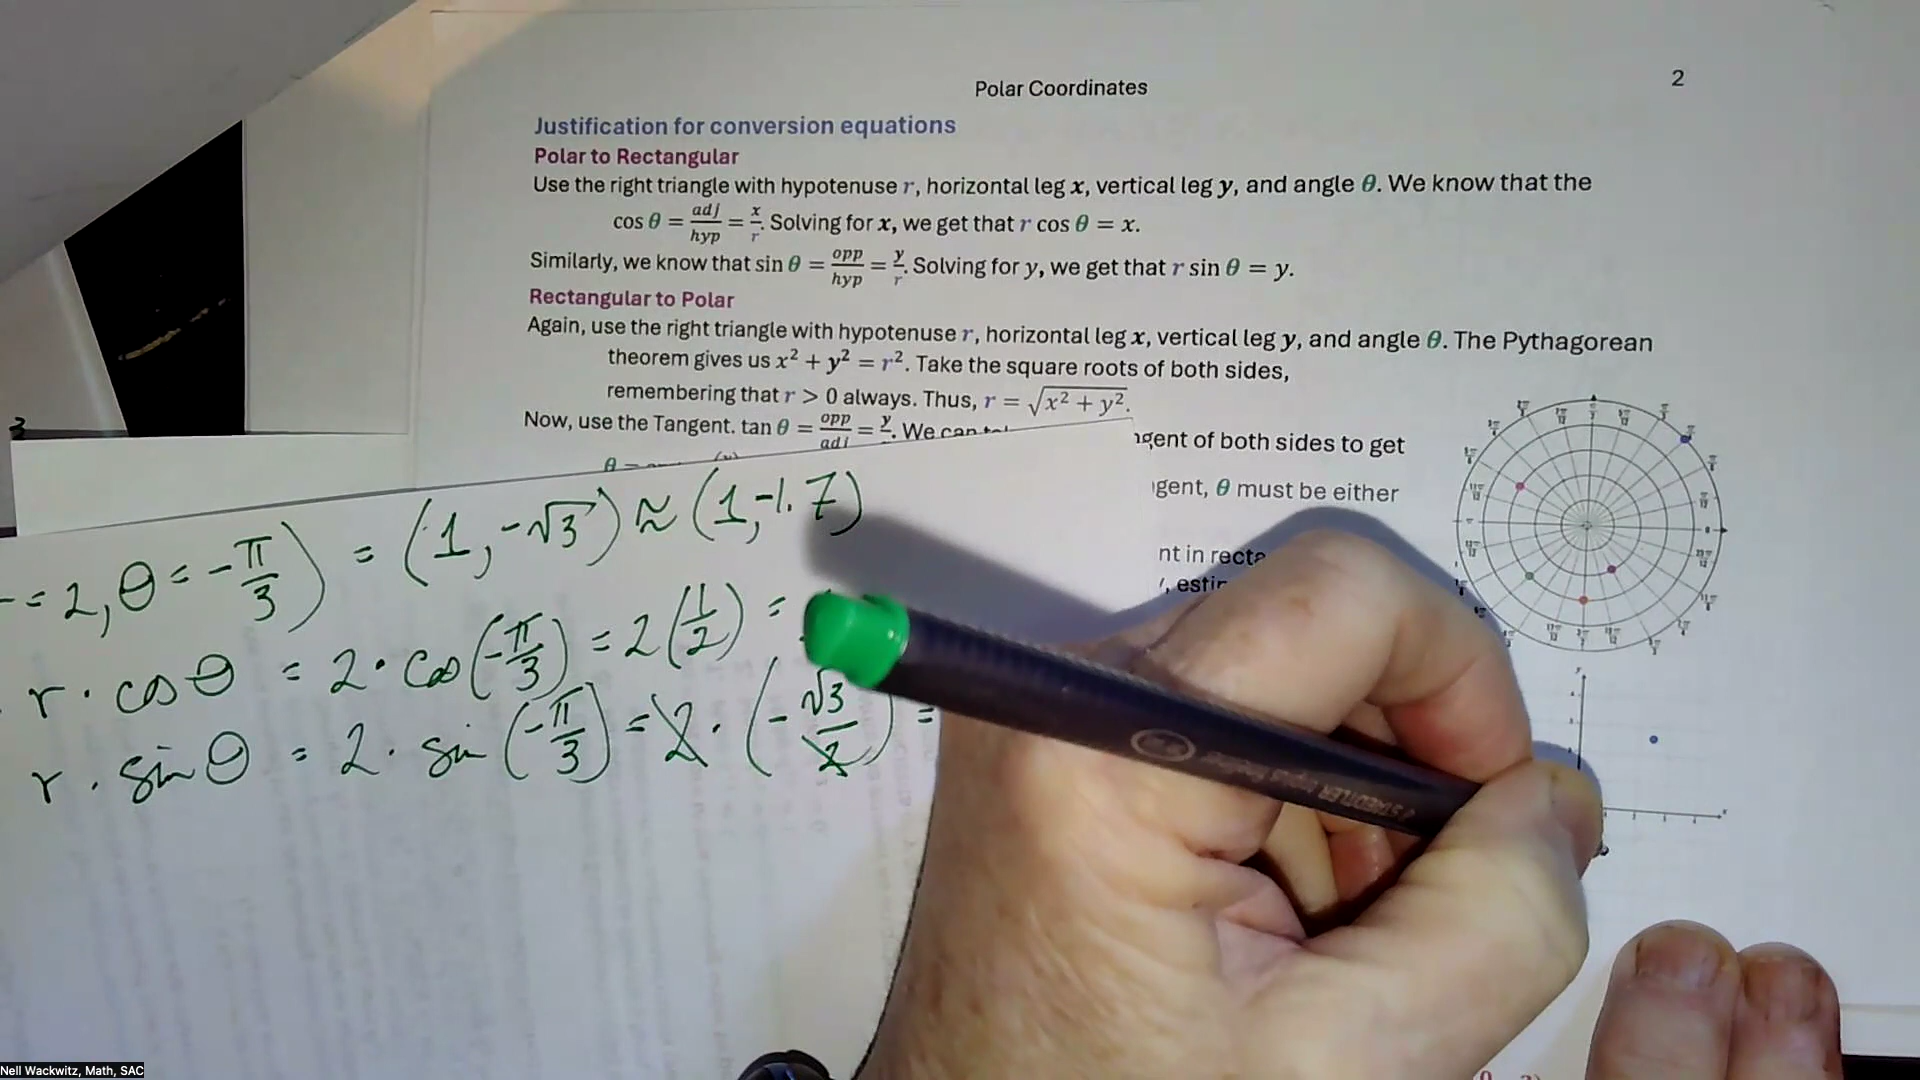 Polar Coordinates
2
Justification for conversion equations
Polar to Rectangular
Use the right triangle with hypotenuse r, horizontal leg x, vertical leg y, and angle θ. We know that the
cos θ = adj/hyp = x/r. Solving for x, we get that r cos θ = x.
Similarly, we know that sin θ = opp/hyp = y/r. Solving for y, we get that r sin θ = y.
Rectangular to Polar
Again, use the right triangle with hypotenuse r, horizontal leg x, vertical leg y, and angle θ. The Pythagorean
theorem gives us x² + y² = r². Take the square roots of both sides,
remembering that r > 0 always. Thus, r = √(x² + y²).
Now, use the Tangent. tan θ = opp/adj = y/. We can
of both sides to get
θ must be either
nt in
= 2, θ = -π/3) = (1, -√3) ≈ (1, -1.7)
r · cos θ = 2 · cos(-π/3) = 2(1/2) =
r · sin θ = 2 · sin(-π/3) = 2 · (-√3/2) =
STAEDTLER
Nell Wackwitz, Math, SAC